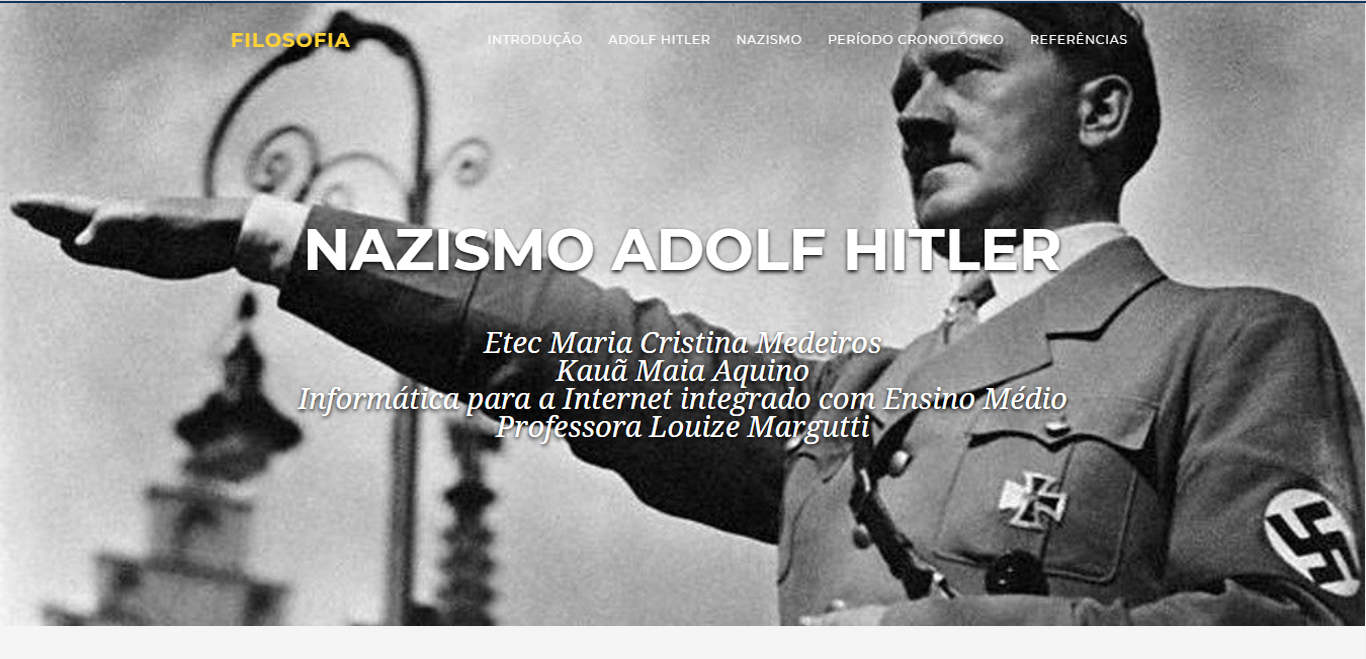 FILOSOFIA
INTRODUÇÃO ADOLF HITLER NAZISMO PERÍODO CRONOLÓGICO REFERÊNCIAS
NAZISMO ADOLF HITLER
Etec Maria Cristina Medeiros
Kauã Maia Aquino
Informática para a Internet integrado com Ensino Médio
Professora Louize Margutti